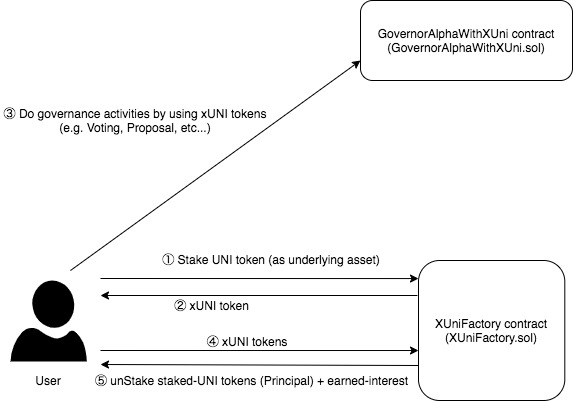 GovernorAlphaWithXUni contract
(GovernorAlphaWithXUni.sol)
③ Do governance activities by using xUNI tokens
(e.g. Voting, Proposal, etc...)
① Stake UNI token (as underlying asset)
② xUNI token
XUniFactory contract
(XUniFactory.sol)
④ xUNI tokens
User
⑤ unStake staked-UNI tokens (Principal) + earned-interest